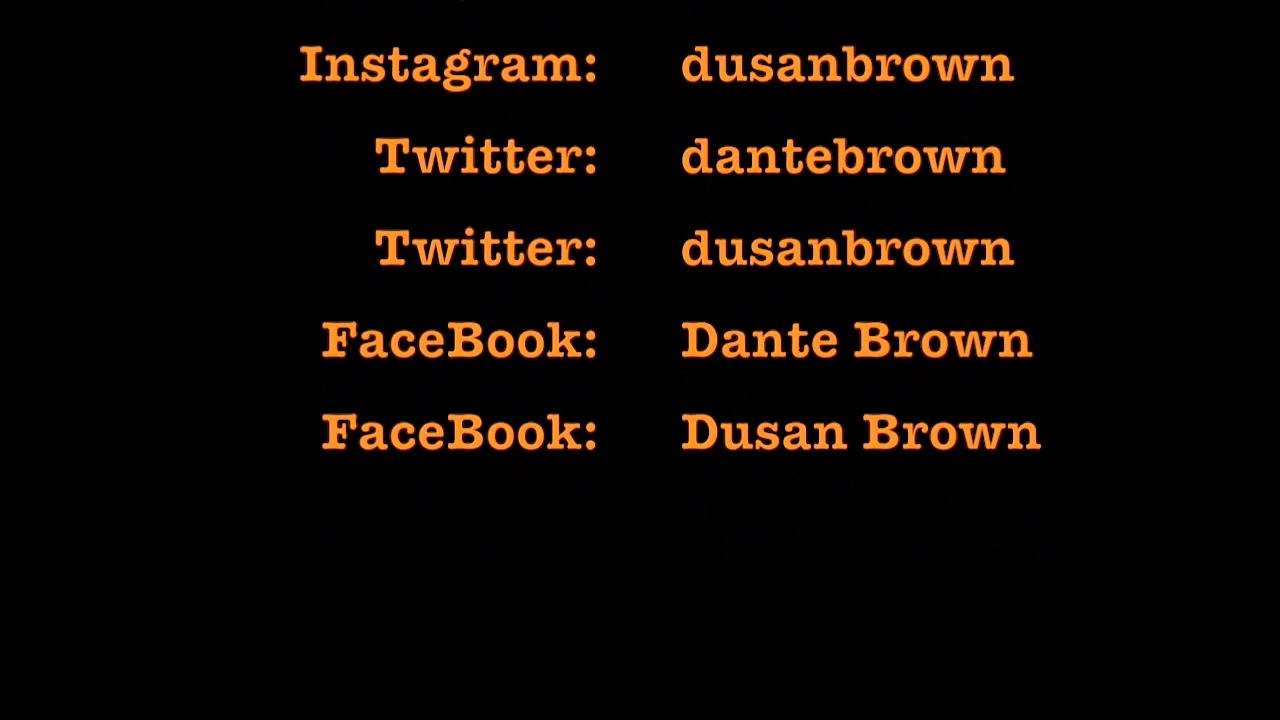 Instagram: dusanbrown
Twitter: dantebrown
Twitter: dusanbrown
FaceBook: Dante Brown
FaceBook: Dusan Brown